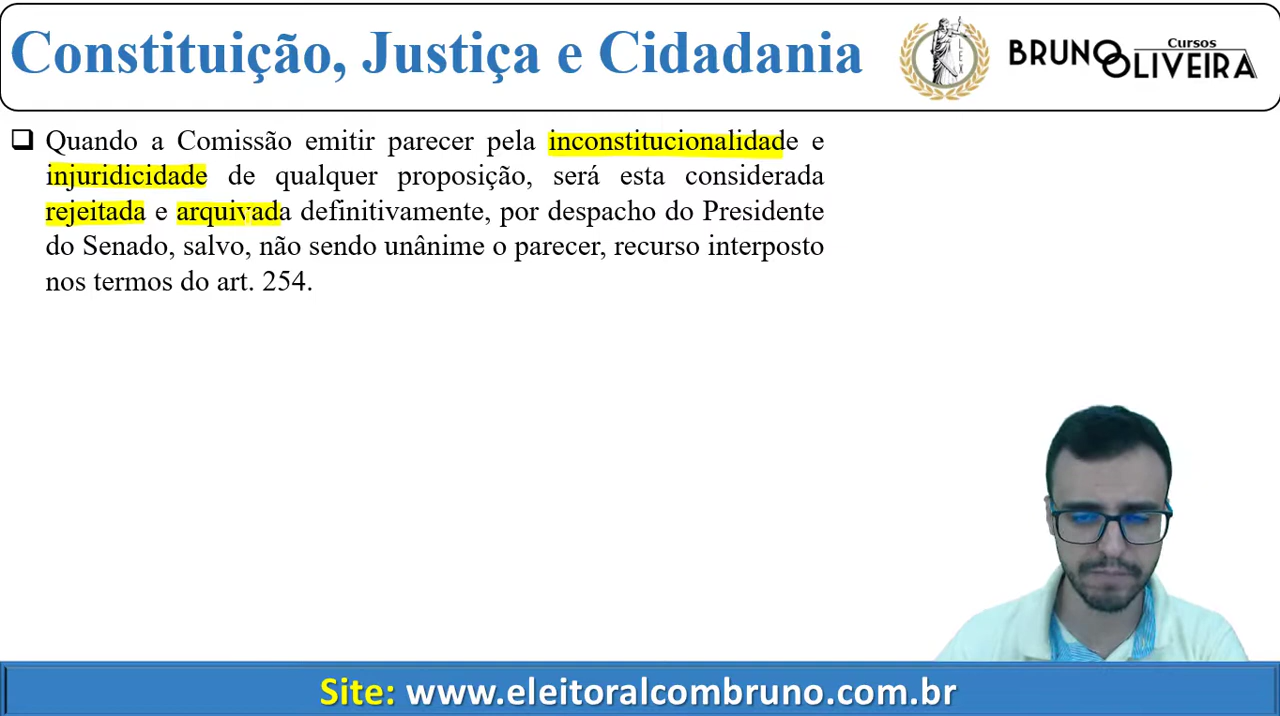 Constituição, Justiça e Cidadania
LEX
Cursos
BRUNO OLIVEIRA
Quando a Comissão emitir parecer pela inconstitucionalidade e
injuridicidade de qualquer proposição, será esta considerada
rejeitada e arquivada definitivamente, por despacho do Presidente
do Senado, salvo, não sendo unânime o parecer, recurso interposto
nos termos do art. 254.
Site: www.eleitoralcombruno.com.br